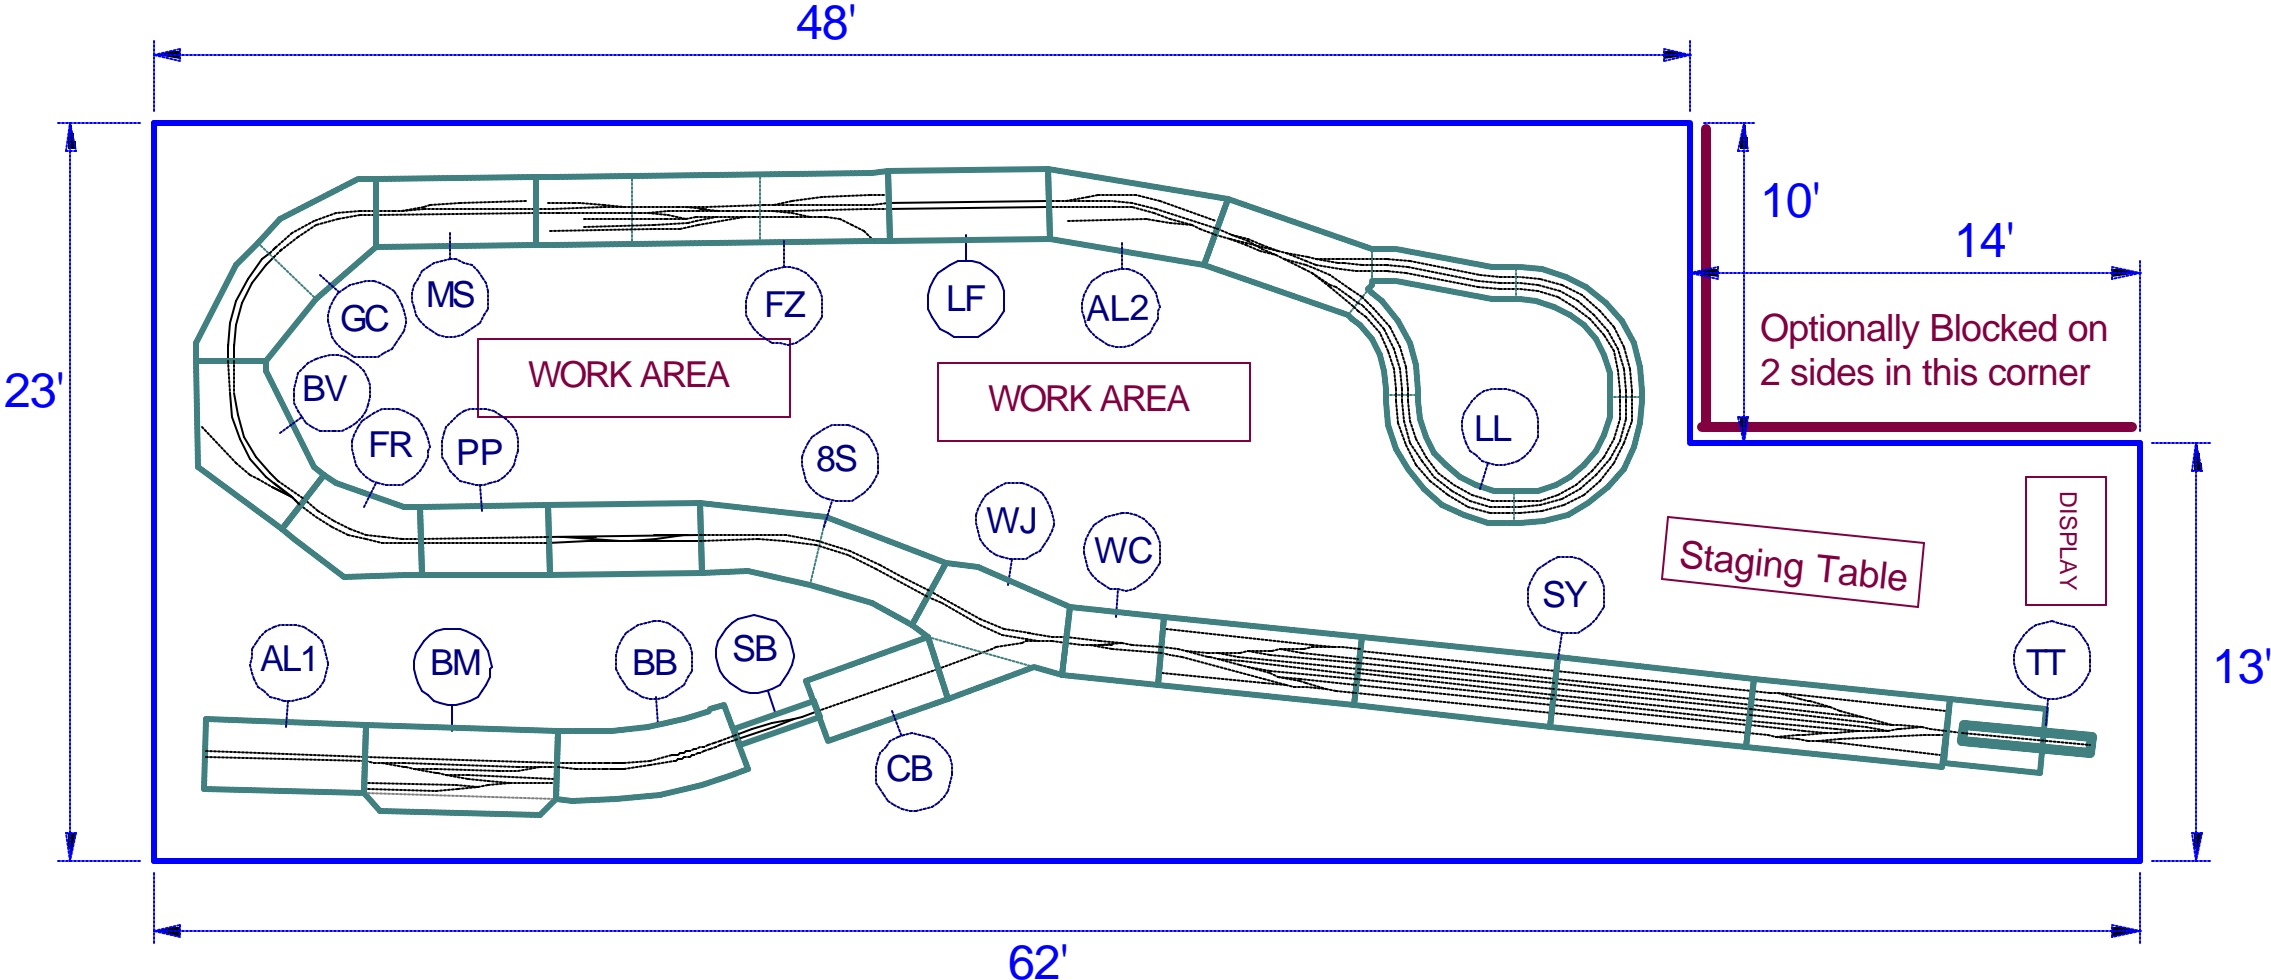 48'
10'
14'
Optionally Blocked on
2 sides in this corner
23'
GC
MS
FZ
LF
AL2
WORK AREA
WORK AREA
BV
FR
PP
8S
LL
WJ
WC
SY
Staging Table
DISPLAY
TT
13'
AL1
BM
BB
SB
CB
62'